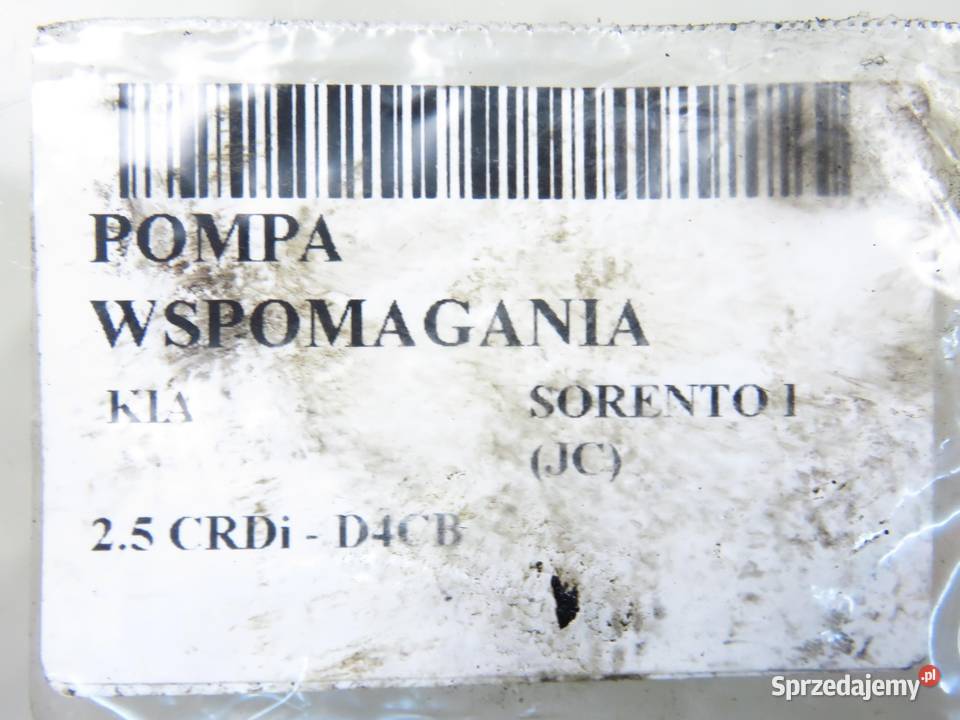 POMPA
WSPOMAGANIA
KIA SORENTO I
(JC)
2.5 CRDi - D4CB
Sprzedajemy.pl